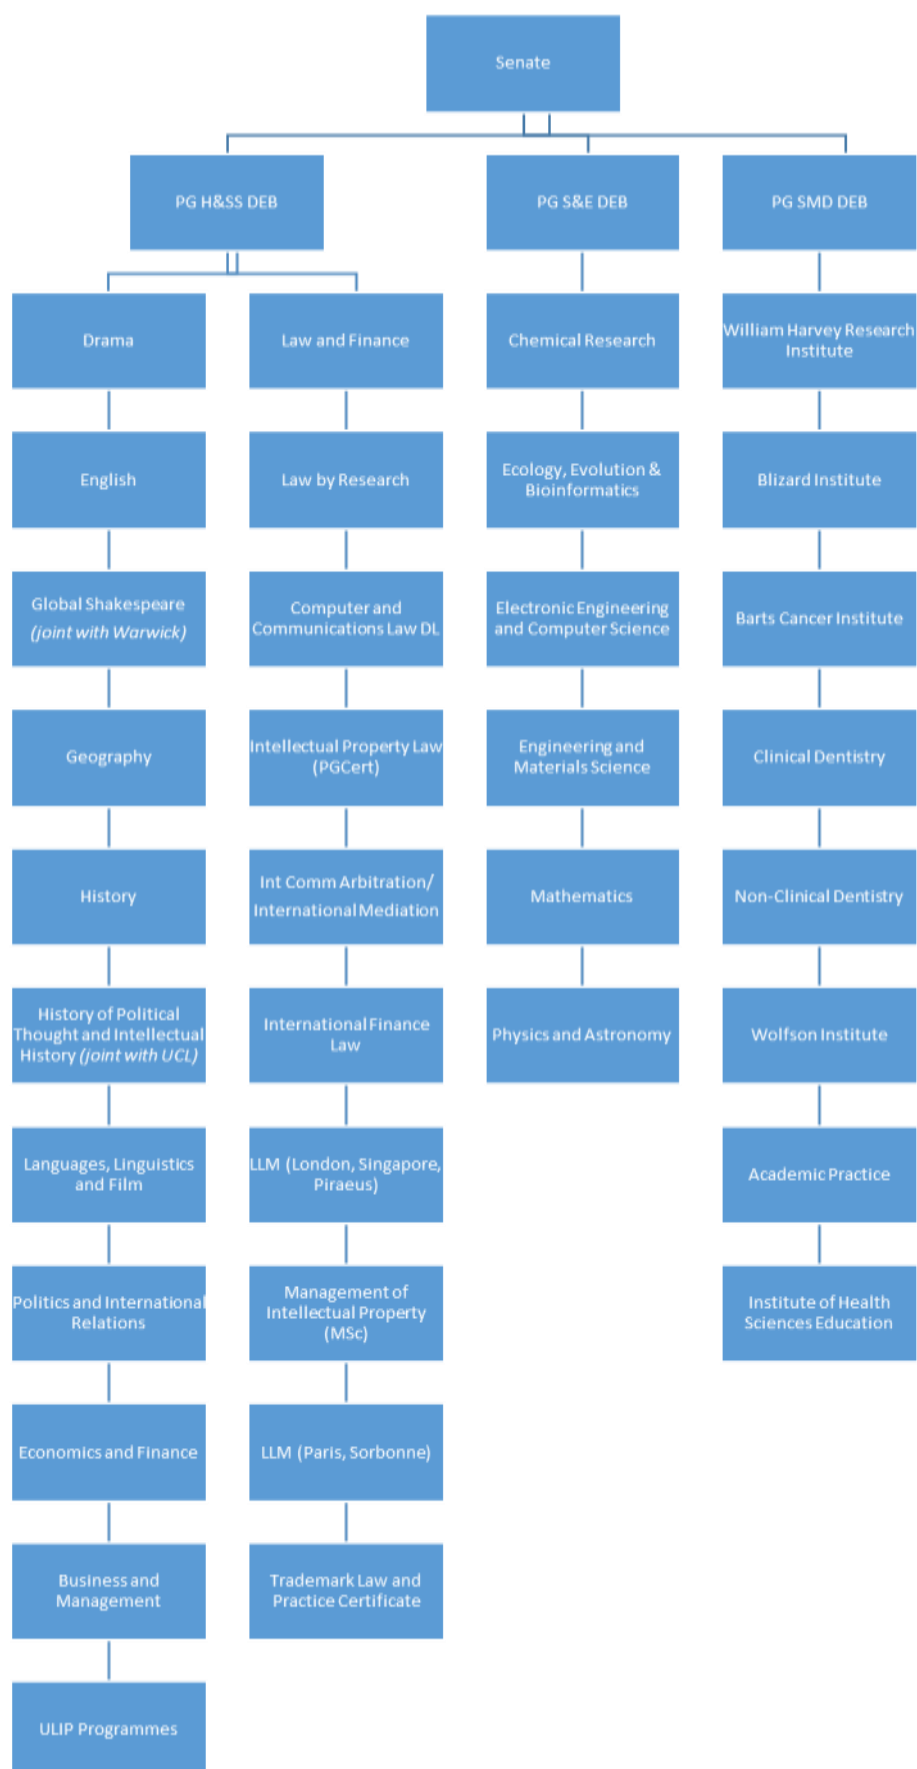 Senate
PG H&SS DEB
PG S&E DEB
PG SMD DEB
Drama
English
Global Shakespeare
(joint with Warwick)
Geography
History
History of Political
Thought and Intellectual
History (joint with UCL)
Languages, Linguistics
and Film
Politics and International
Relations
Economics and Finance
Business and
Management
ULIP Programmes
Law and Finance
Law by Research
Computer and
Communications Law DL
Intellectual Property Law
(PGCert)
Int Comm Arbitration/
International Mediation
International Finance
Law
LLM (London, Singapore,
Piraeus)
Management of
Intellectual Property
(MSc)
LLM (Paris, Sorbonne)
Trademark Law and
Practice Certificate
Chemical Research
Ecology, Evolution &
Bioinformatics
Electronic Engineering
and Computer Science
Engineering and
Materials Science
Mathematics
Physics and Astronomy
William Harvey Research
Institute
Blizard Institute
Barts Cancer Institute
Clinical Dentistry
Non-Clinical Dentistry
Wolfson Institute
Academic Practice
Institute of Health
Sciences Education